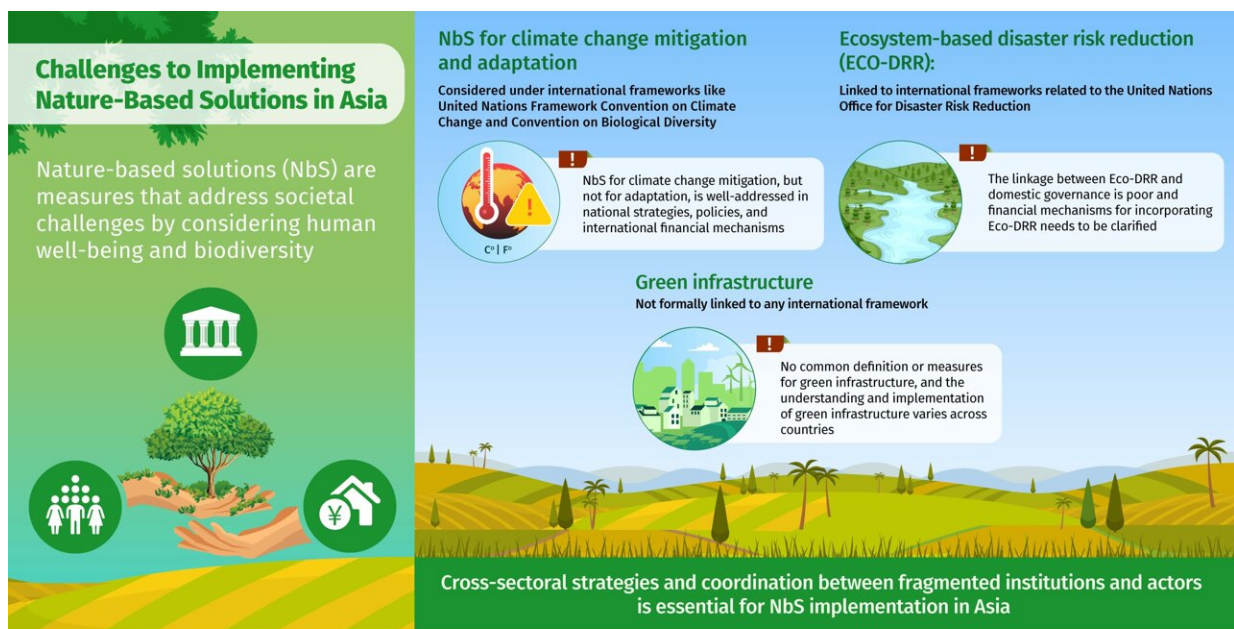 Challenges to Implementing
Nature-Based Solutions in Asia
Nature-based solutions (NbS) are
measures that address societal
challenges by considering human
well-being and biodiversity
¥
NbS for climate change mitigation
and adaptation
Considered under international frameworks like
United Nations Framework Convention on Climate
Change and Convention on Biological Diversity
!
!
C° | F°
NbS for climate change mitigation, but
not for adaptation, is well-addressed in
national strategies, policies, and
international financial mechanisms
Ecosystem-based disaster risk reduction
(ECO-DRR):
Linked to international frameworks related to the United Nations
Office for Disaster Risk Reduction
!
The linkage between Eco-DRR and
domestic governance is poor and
financial mechanisms for incorporating
Eco-DRR needs to be clarified
Green infrastructure
Not formally linked to any international framework
!
No common definition or measures
for green infrastructure, and the
understanding and implementation
of green infrastructure varies across
countries
Cross-sectoral strategies and coordination between fragmented institutions and actors
is essential for NbS implementation in Asia